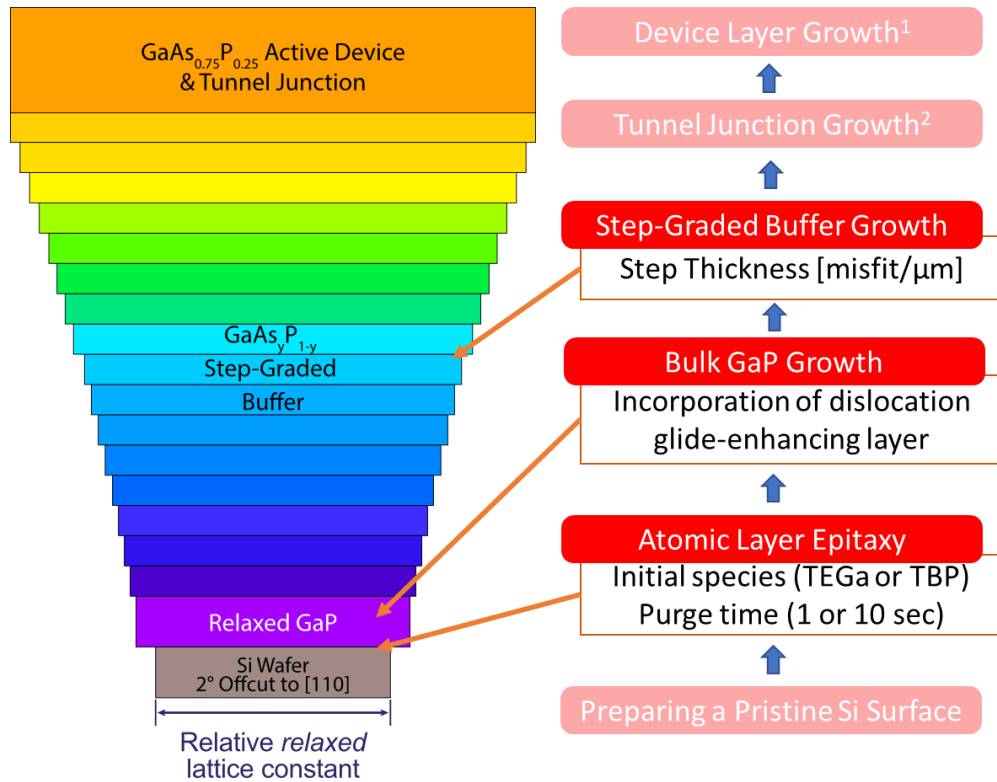 GaAs0.75P0.25 Active Device
& Tunnel Junction
GaAsyP1-y
Step-Graded
Buffer
Relaxed GaP
Si Wafer
2° Offcut to [110]
Relative relaxed
lattice constant
Device Layer Growth¹
Tunnel Junction Growth²
Step-Graded Buffer Growth
Step Thickness [misfit/µm]
Bulk GaP Growth
Incorporation of dislocation
glide-enhancing layer
Atomic Layer Epitaxy
Initial species (TEGa or TBP)
Purge time (1 or 10 sec)
Preparing a Pristine Si Surface